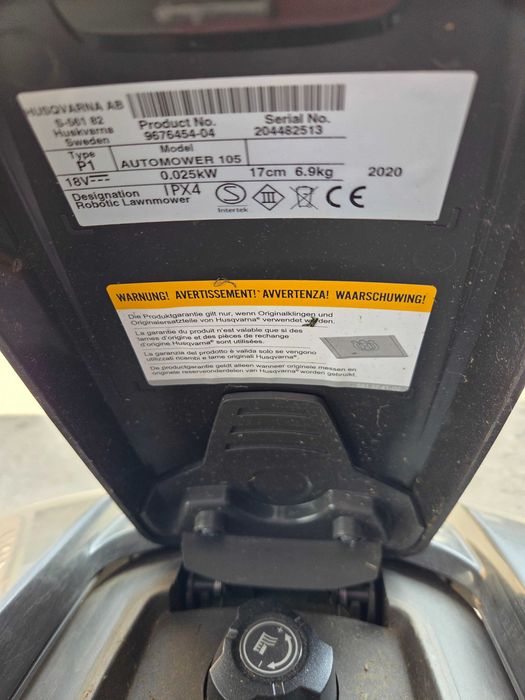 HUSQVARNA AB
S-561 82
Huskvarna
Sweden
Product No.
9676454-04
Serial No.
204482513
Type
P1
Model
AUTOMOWER 105
18V 0.025kW 17cm 6.9kg 2020
Designation
Robotic Lawnmower
IPX4
S
Intertek
III
CE
WARNUNG! AVERTISSEMENT! AVVERTENZA! WAARSCHUWING!
Die Produktgarantie gilt nur, wenn Originalklingen und
Originalersatzteile von Husqvarna® verwendet werden.
La garantie du produit n'est valable que si des
lames d'origine et des pièces de rechange
d'origine Husqvarna® sont utilisées.
La garanzia del prodotto è valida solo se vengono
utilizzati ricambi e lame originali Husqvarna®.
De productgarantie geldt alleen wanneer originele messen en
originele reserveonderdelen van Husqvarna® worden gebruikt.